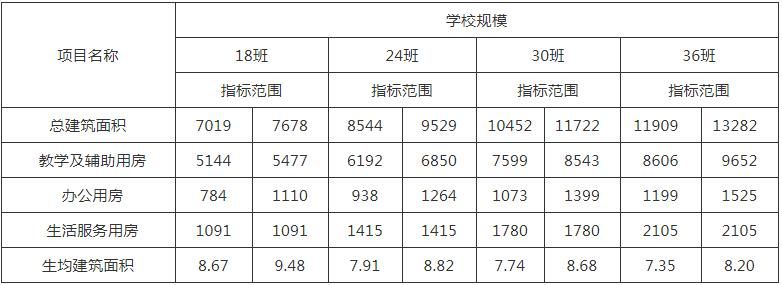 学校规模
项目名称 18班 24班 30班 36班
指标范围 指标范围 指标范围 指标范围
总建筑面积 7019 7678 8544 9529 10452 11722 11909 13282
教学及辅助用房 5144 5477 6192 6850 7599 8543 8606 9652
办公用房 784 1110 938 1264 1073 1399 1199 1525
生活服务用房 1091 1091 1415 1415 1780 1780 2105 2105
生均建筑面积 8.67 9.48 7.91 8.82 7.74 8.68 7.35 8.20